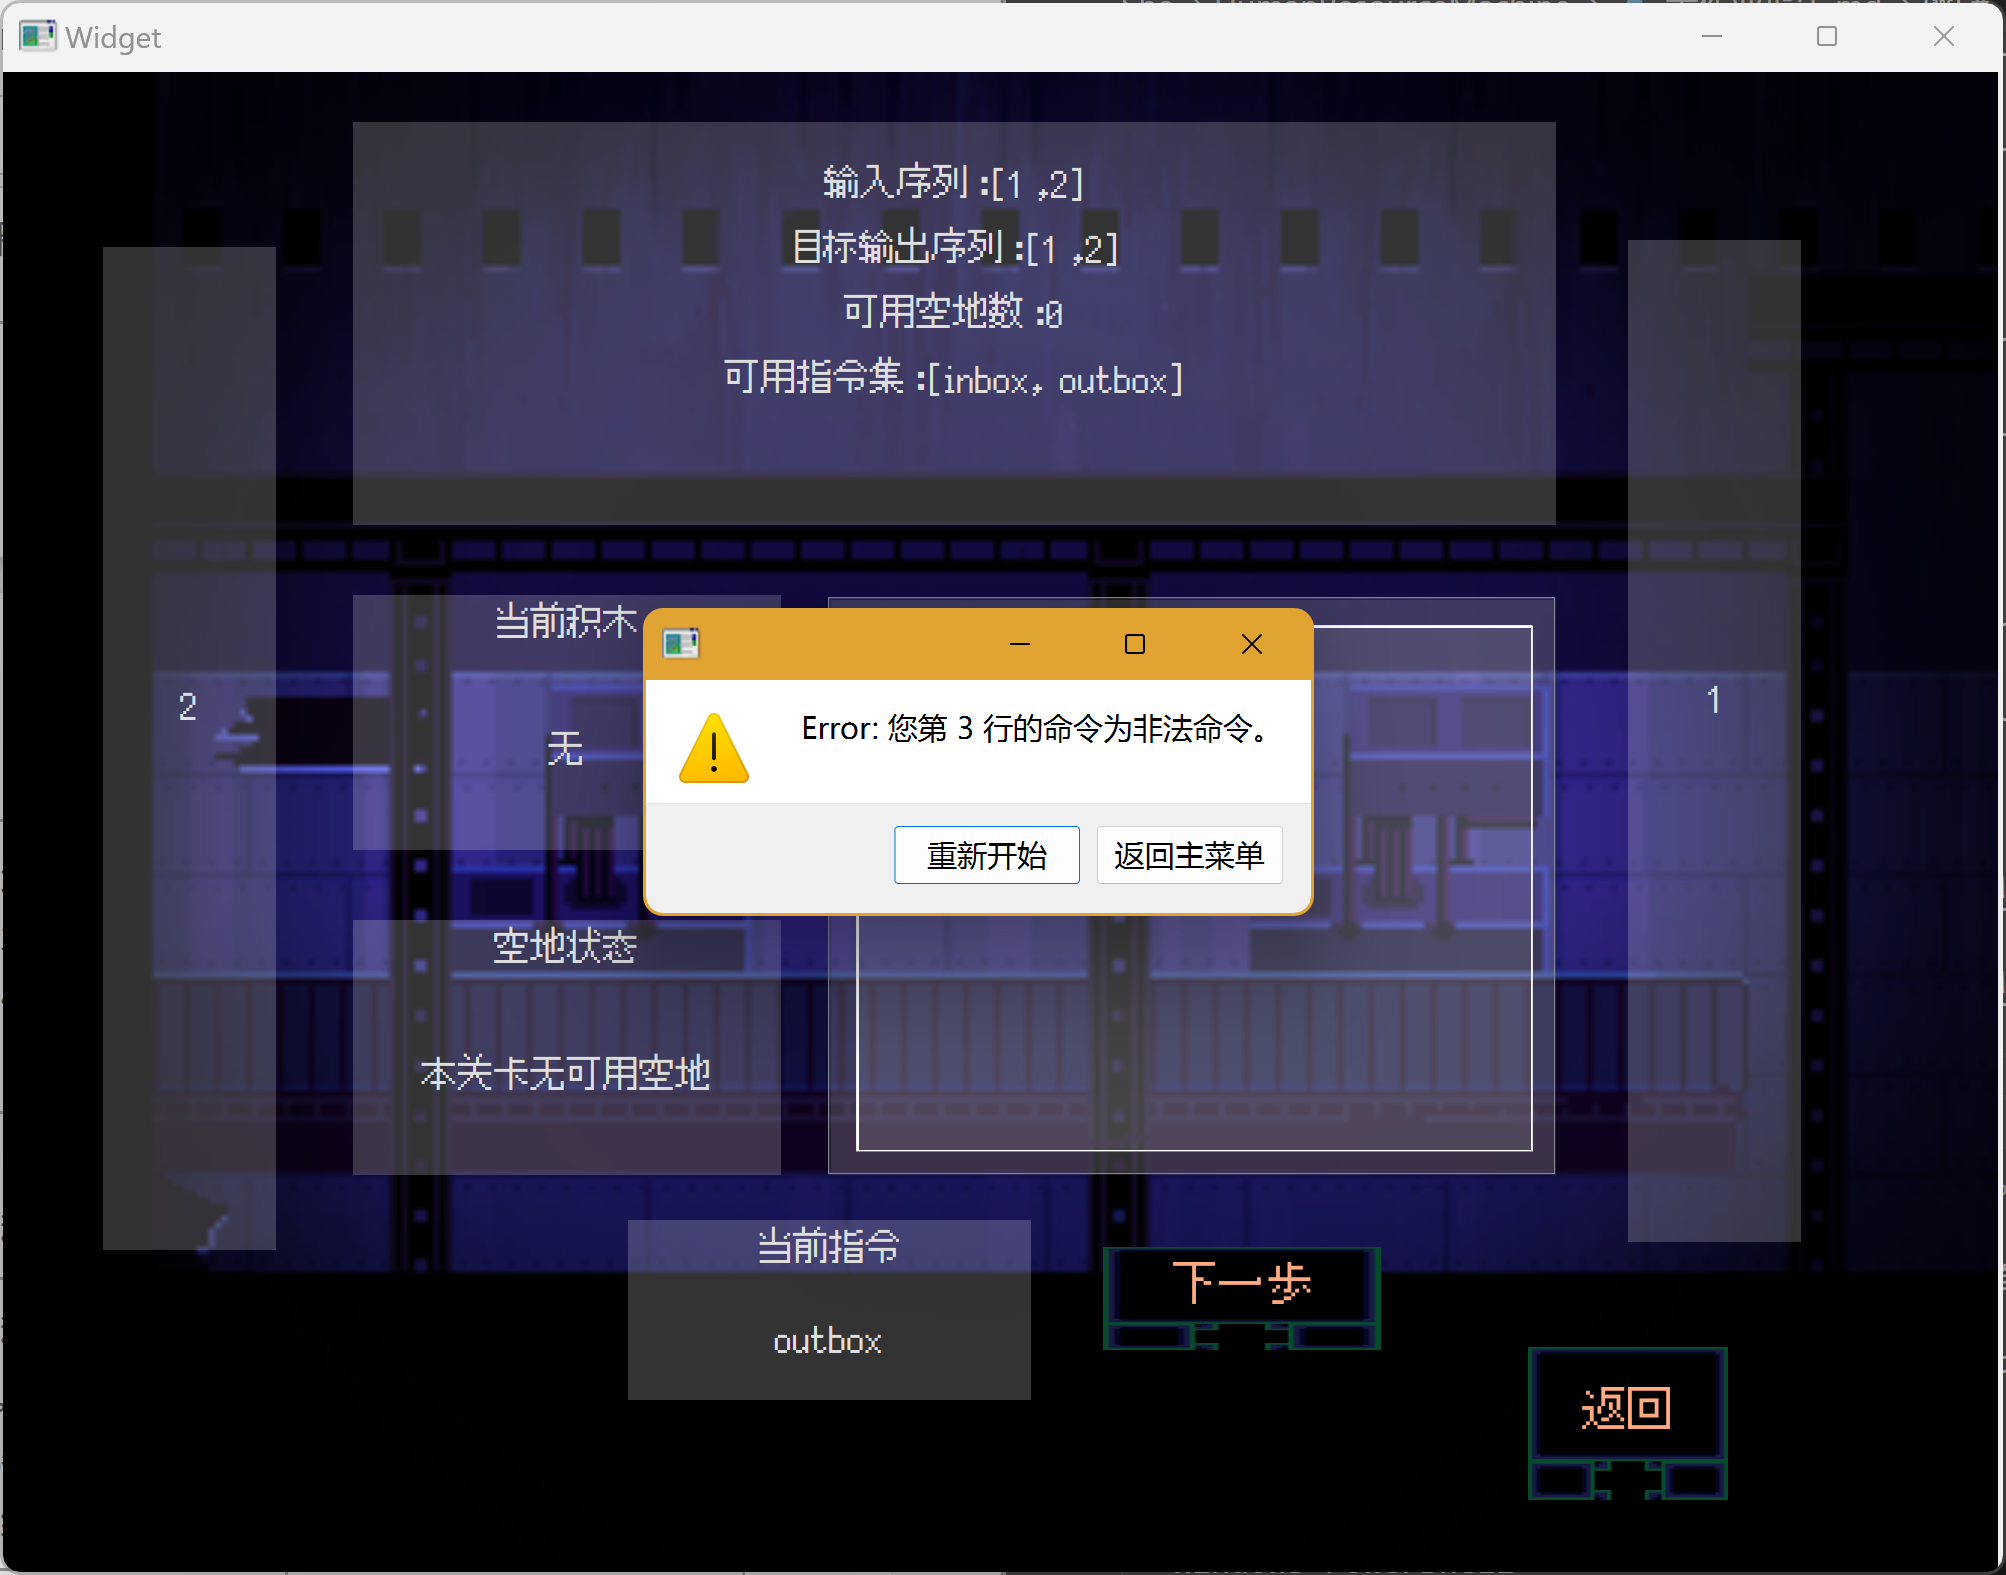 Widget
输入序列 :[1 ,2]
目标输出序列 :[1 ,2]
可用空地数 :0
可用指令集 :[inbox, outbox]
当前积木
2
无
1
Error: 您第 3 行的命令为非法命令。
重新开始
返回主菜单
空地状态
本关卡无可用空地
当前指令
outbox
下一步
返回